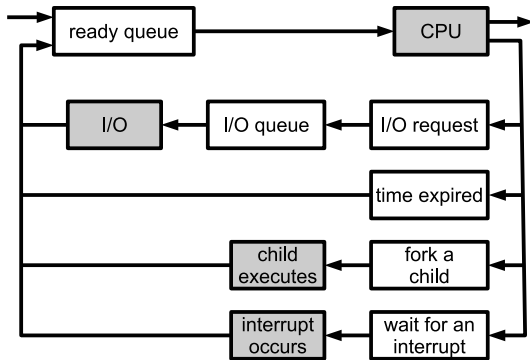 ready queue
CPU
I/O
I/O queue
I/O request
time expired
child
executes
fork a
child
interrupt
occurs
wait for an
interrupt